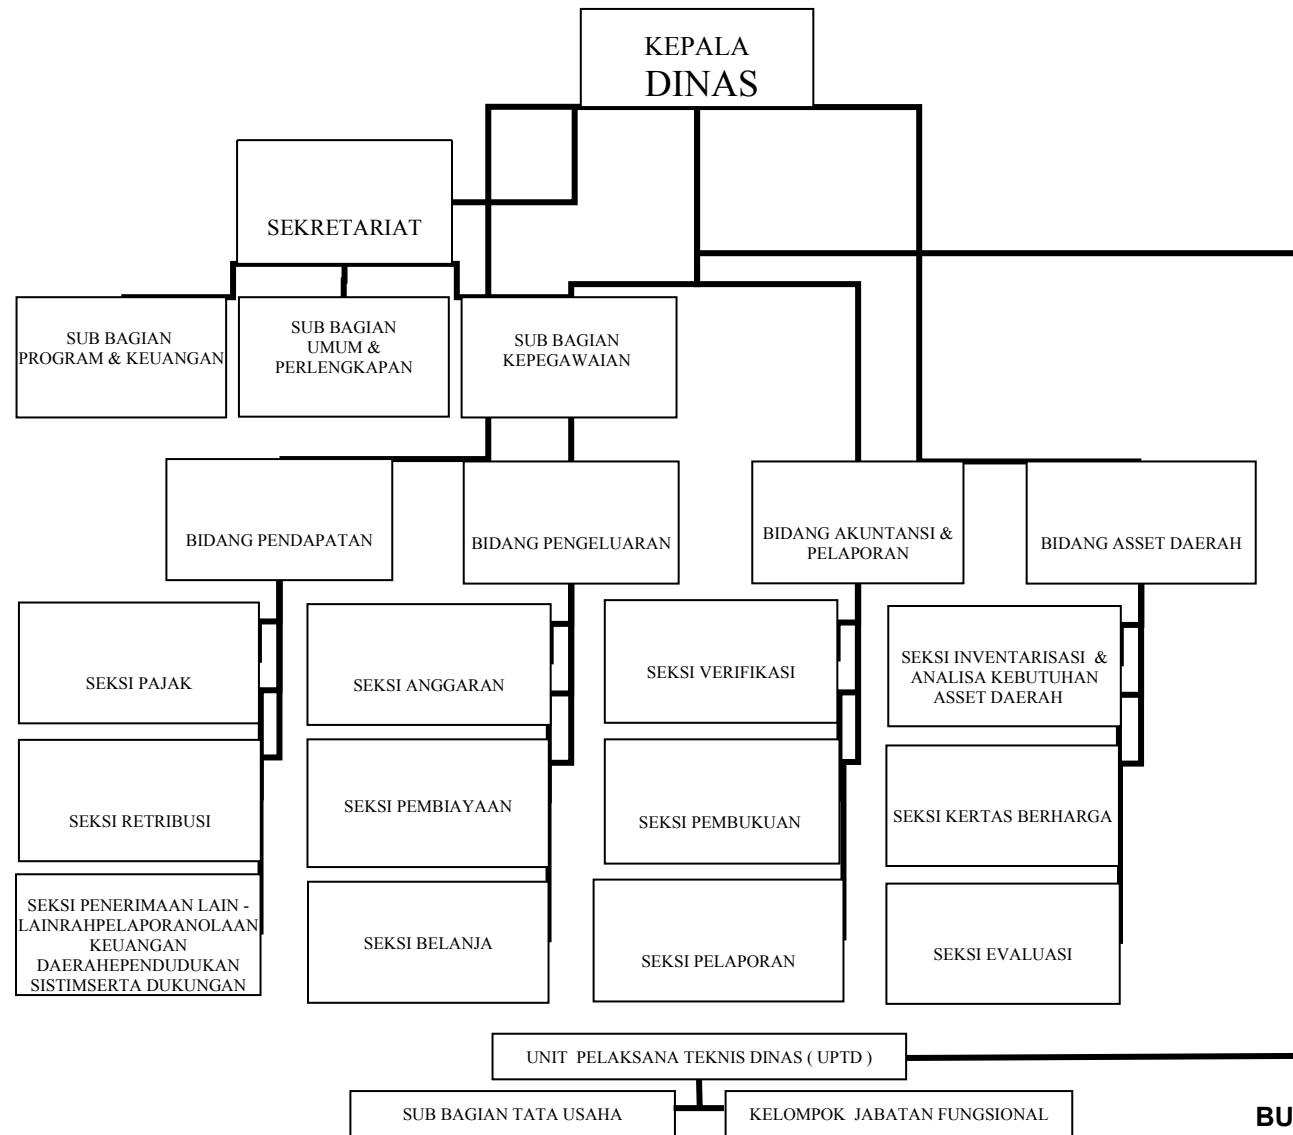 KEPALA
DINAS
SEKRETARIAT
SUB BAGIAN
PROGRAM & KEUANGAN
SUB BAGIAN
UMUM &
PERLENGKAPAN
SUB BAGIAN
KEPEGAWAIAN
BIDANG PENDAPATAN
BIDANG PENGELUARAN
BIDANG AKUNTANSI &
PELAPORAN
BIDANG ASSET DAERAH
SEKSI PAJAK
SEKSI ANGGARAN
SEKSI VERIFIKASI
SEKSI INVENTARISASI &
ANALISA KEBUTUHAN
ASSET DAERAH
SEKSI RETRIBUSI
SEKSI PEMBIAYAAN
SEKSI PEMBUKUAN
SEKSI KERTAS BERHARGA
SEKSI PENERIMAAN LAIN -
LAINRAHPELAPORANOLAAN
KEUANGAN
DAERAHEPENDUDUKAN
SISTIMSERTA DUKUNGAN
SEKSI BELANJA
SEKSI PELAPORAN
SEKSI EVALUASI
UNIT PELAKSANA TEKNIS DINAS ( UPTD )
SUB BAGIAN TATA USAHA
KELOMPOK JABATAN FUNGSIONAL
BU